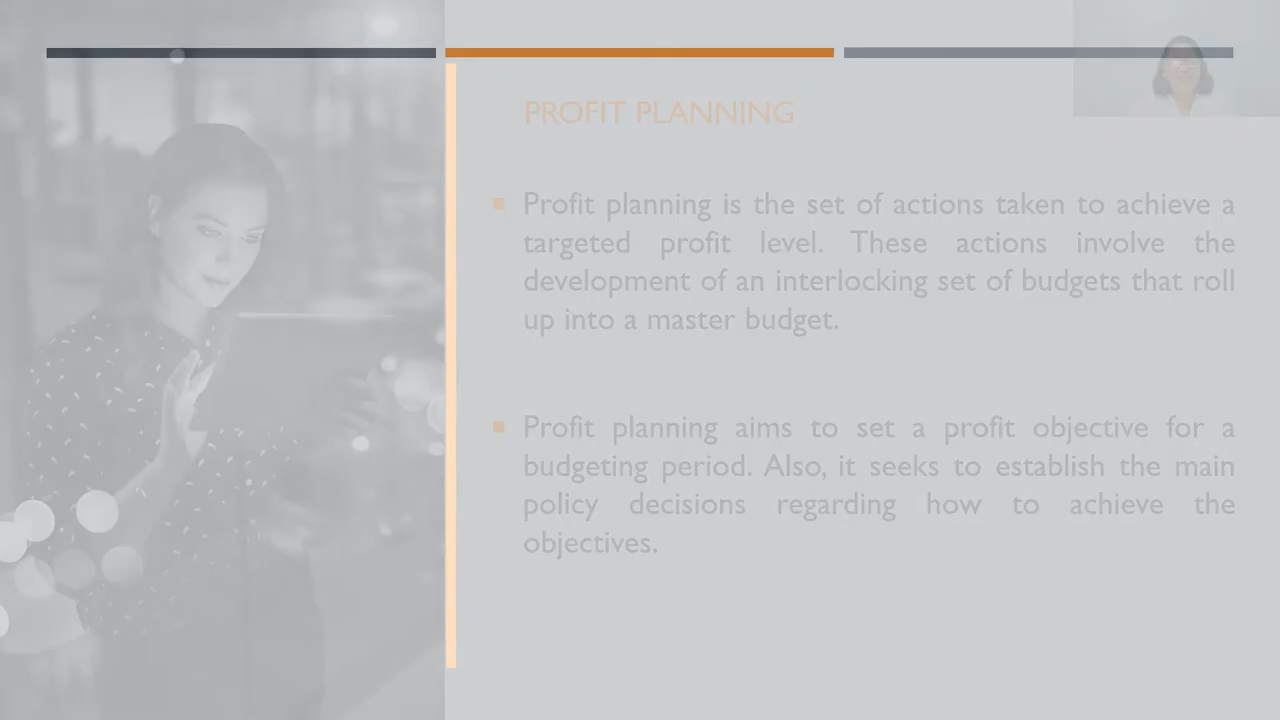 PROFIT PLANNING
Profit planning is the set of actions taken to achieve a
targeted profit level. These actions involve the
development of an interlocking set of budgets that roll
up into a master budget.
Profit planning aims to set a profit objective for a
budgeting period. Also, it seeks to establish the main
policy decisions regarding how to achieve the
objectives.